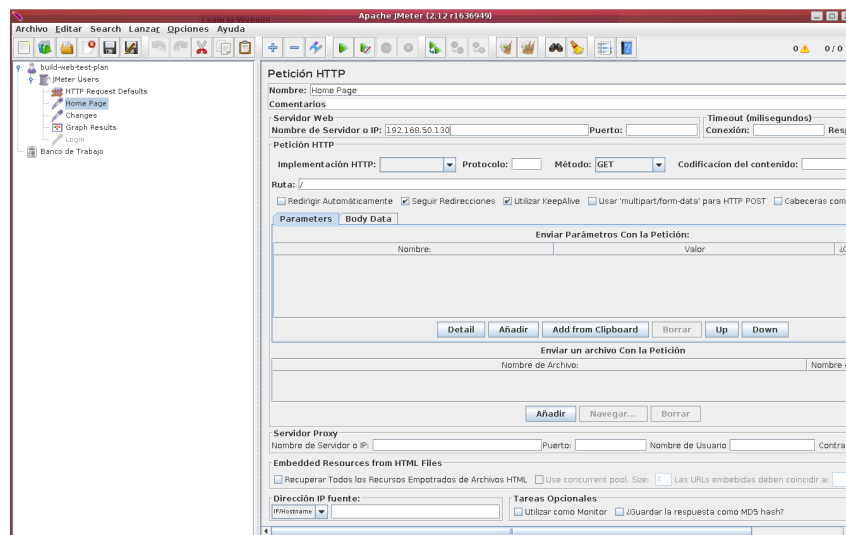 Apache JMeter (2.12 r1636949)
Archivo Editar Search Lanzar Opciones Ayuda
0 0 / 0
build-web-test-plan
JMeter Users
HTTP Request Defaults
Home Page
Changes
Graph Results
Login
Banco de Trabajo
Petición HTTP
Nombre: Home Page
Comentarios
Servidor Web
Timeout (milisegundos)
Nombre de Servidor o IP: 192.168.50.130 Puerto: Conexión: Resp
Petición HTTP
Implementación HTTP: Protocolo: Método: GET Codificacion del contenido:
Ruta: /
Redirigir Automáticamente Seguir Redirecciones Utilizar KeepAlive Usar 'multipart/form-data' para HTTP POST Cabeceras com
Parameters Body Data
Enviar Parámetros Con la Petición:
Nombre: Valor
Detail Añadir Add from Clipboard Borrar Up Down
Enviar un archivo Con la Petición
Nombre de Archivo: Nombre
Añadir Navegar... Borrar
Servidor Proxy
Nombre de Servidor o IP: Puerto: Nombre de Usuario Contra
Embedded Resources from HTML Files
Recuperar Todos los Recursos Empotrados de Archivos HTML Use concurrent pool. Size: 4 Las URLs embebidas deben coincidir a:
Dirección IP fuente: Tareas Opcionales
IP/Hostname Utilizar como Monitor ¿Guardar la respuesta como MD5 hash?